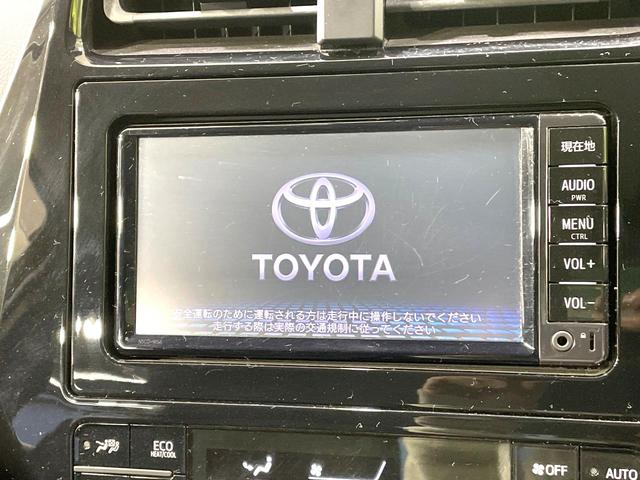 現在地
AUDIO
PWR
MENU
CTRL
VOL+
VOL-
TOYOTA
安全運転のために運転される方は走行中に操作しないでください
走行する際は実際の交通規制に従ってください
ECO
HEAT/COOL
OFF
AUTO